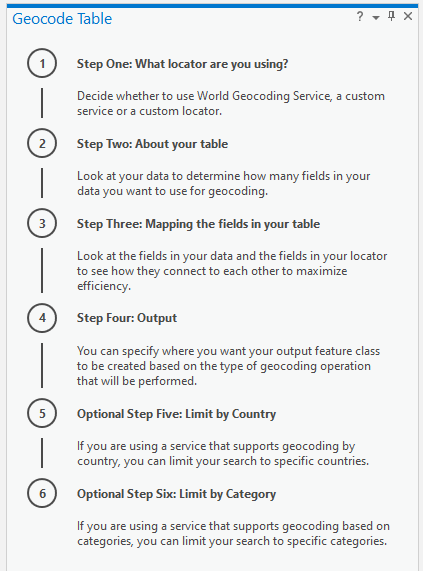 Geocode Table
?
1
Step One: What locator are you using?
Decide whether to use World Geocoding Service, a custom
service or a custom locator.
2
Step Two: About your table
Look at your data to determine how many fields in your
data you want to use for geocoding.
3
Step Three: Mapping the fields in your table
Look at the fields in your data and the fields in your locator
to see how they connect to each other to maximize
efficiency.
4
Step Four: Output
You can specify where you want your output feature class
to be created based on the type of geocoding operation
that will be performed.
5
Optional Step Five: Limit by Country
If you are using a service that supports geocoding by
country, you can limit your search to specific countries.
6
Optional Step Six: Limit by Category
If you are using a service that supports geocoding based on
categories, you can limit your search to specific categories.